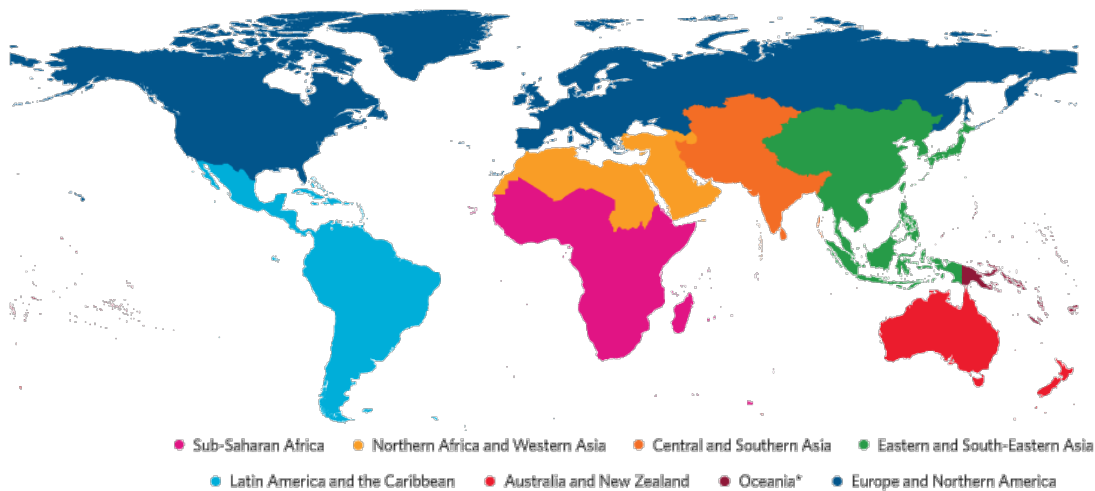 Sub-Saharan Africa Northern Africa and Western Asia Central and Southern Asia Eastern and South-Eastern Asia
Latin America and the Caribbean Australia and New Zealand Oceania* Europe and Northern America